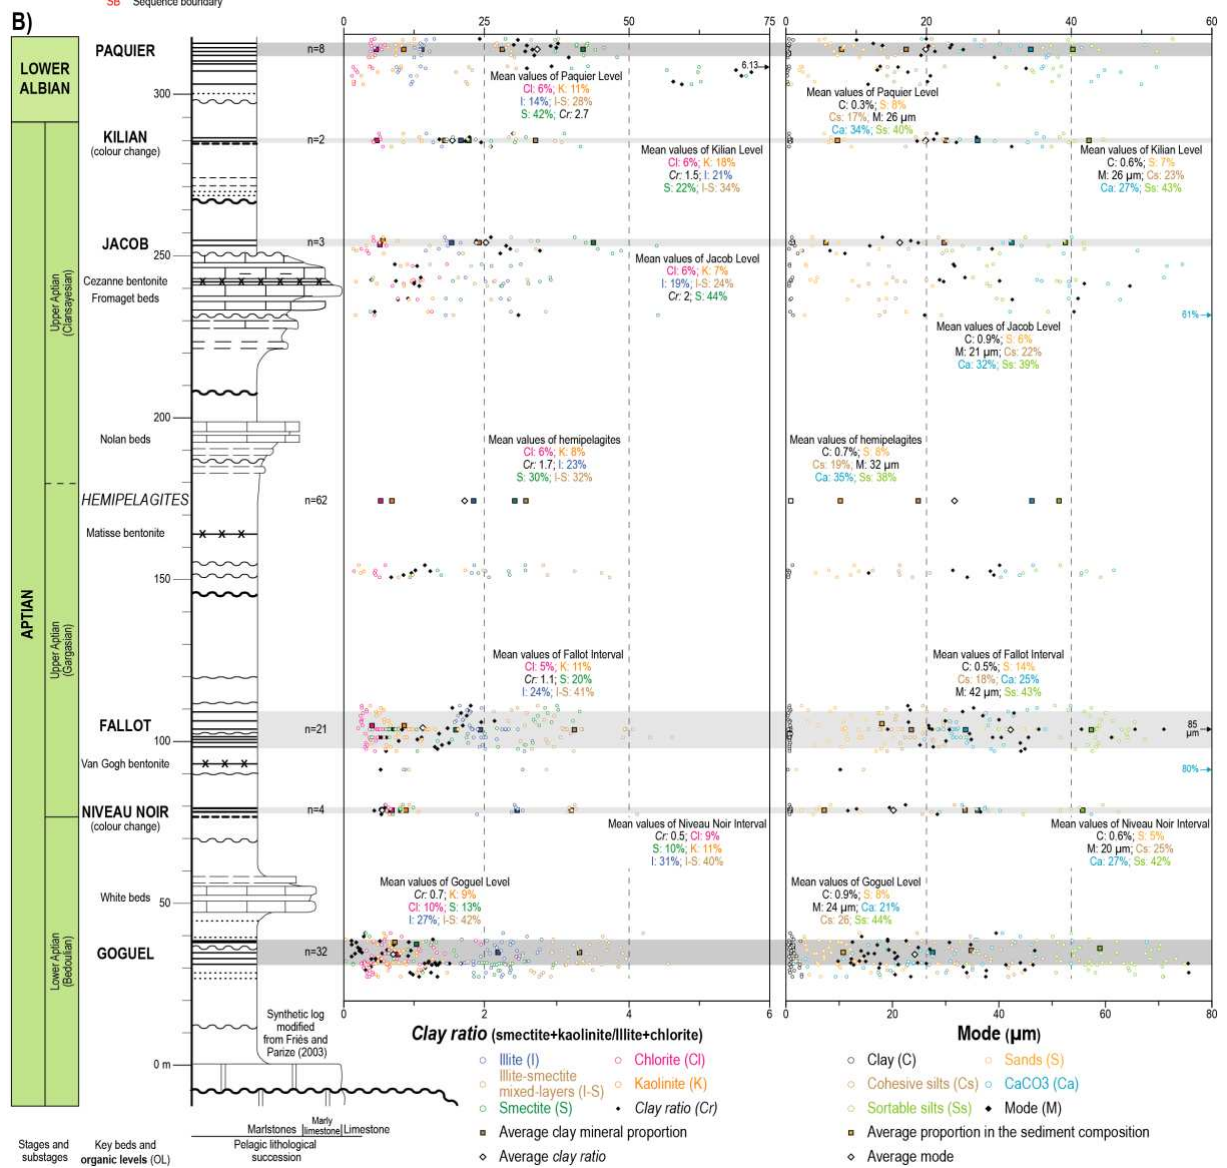 SB Sequence boundary
B)
0 25 50 75 0 20 40 60
LOWER
ALBIAN
APTIAN
Upper Aptian
(Clansayesian)
Upper Aptian
(Gargasian)
Lower Aptian
(Bedoulian)
PAQUIER
n=8
6.13
Mean values of Paquier Level
Cl: 6%; K: 11%
I: 14%; I-S: 28%
S: 42%; Cr: 2.7
Mean values of Paquier Level
C: 0.3%; S: 8%
Cs: 17%; M: 26 µm
Ca: 34%; Ss: 40%
300
KILIAN
(colour change)
n=2
Mean values of Kilian Level
Cl: 6%; K: 18%
Cr: 1.5; I: 21%
S: 22%; I-S: 34%
Mean values of Kilian Level
C: 0.6%; S: 7%
M: 26 µm; Cs: 23%
Ca: 27%; Ss: 43%
JACOB
n=3
250
Mean values of Jacob Level
Cl: 6%; K: 7%
I: 19%; I-S: 24%
Cr: 2; S: 44%
Cezanne bentonite
Fromaget beds
61%
Mean values of Jacob Level
C: 0.9%; S: 6%
M: 21 µm; Cs: 22%
Ca: 32%; Ss: 39%
200
Nolan beds
Mean values of hemipelagites
Cl: 6%; K: 8%
Cr: 1.7; I: 23%
S: 30%; I-S: 32%
Mean values of hemipelagites
C: 0.7%; S: 8%
Cs: 19%; M: 32 µm
Ca: 35%; Ss: 38%
HEMIPELAGITES
n=62
Matisse bentonite
150
Mean values of Fallot Interval
Cl: 5%; K: 11%
Cr: 1.1; S: 20%
I: 24%; I-S: 41%
Mean values of Fallot Interval
C: 0.5%; S: 14%
Cs: 18%; Ca: 25%
M: 42 µm; Ss: 43%
FALLOT
n=21
85
µm
100
Van Gogh bentonite
80%
NIVEAU NOIR
(colour change)
n=4
Mean values of Niveau Noir Interval
Cr: 0.5; Cl: 9%
S: 10%; K: 11%
I: 31%; I-S: 40%
Mean values of Niveau Noir Interval
C: 0.6%; S: 5%
M: 20 µm; Cs: 25%
Ca: 27%; Ss: 42%
White beds
50
Mean values of Goguel Level
Cr: 0.7; K: 9%
Cl: 10%; S: 13%
I: 27%; I-S: 42%
Mean values of Goguel Level
C: 0.9%; S: 8%
M: 24 µm; Ca: 21%
Cs: 26; Ss: 44%
GOGUEL
n=32
Synthetic log
modified
from Friés and
Parize (2003)
0 m
0 2 4 6 0 20 40 60 80
Clay ratio (smectite+kaolinite/Illite+chlorite)
Mode (µm)
Illite (I)
Chlorite (Cl)
Illite-smectite
mixed-layers (I-S)
Kaolinite (K)
Smectite (S)
Clay ratio (Cr)
Average clay mineral proportion
Average clay ratio
Clay (C)
Sands (S)
Cohesive silts (Cs)
CaCO3 (Ca)
Sortable silts (Ss)
Mode (M)
Average proportion in the sediment composition
Average mode
Marlstones
Marly
limestone
Limestone
Pelagic lithological
succession
Stages and
substages
Key beds and
organic levels (OL)